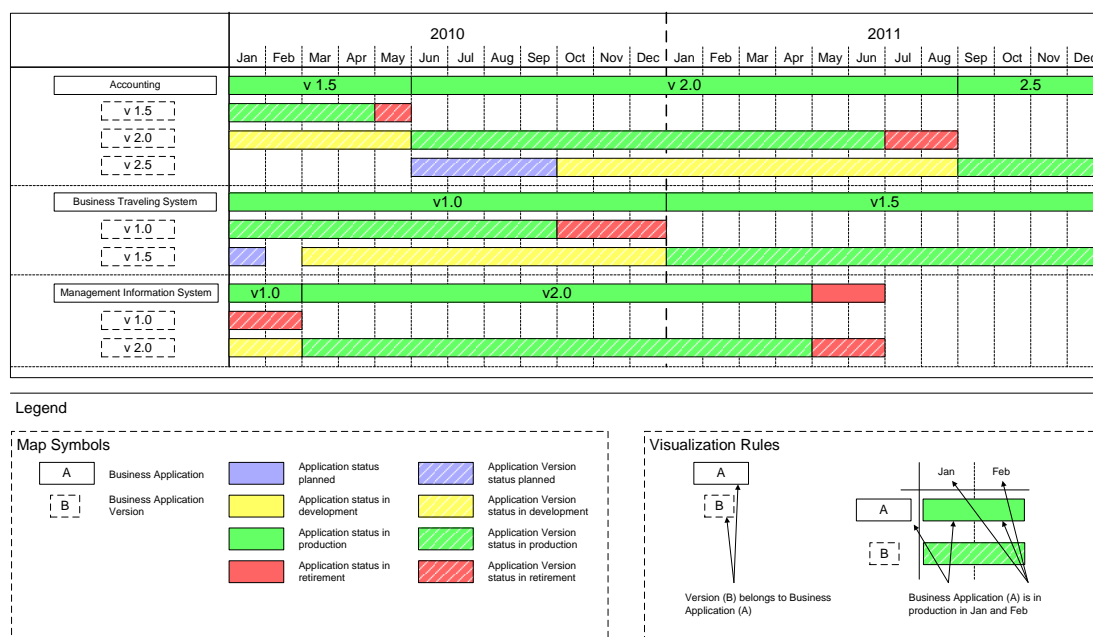 2010 2011
Jan Feb Mar Apr May Jun Jul Aug Sep Oct Nov Dec Jan Feb Mar Apr May Jun Jul Aug Sep Oct Nov Dec
Accounting v 1.5 v 2.0 2.5
v 1.5
v 2.0
v 2.5
Business Traveling System v1.0 v1.5
v 1.0
v 1.5
Management Information System v1.0 v2.0
v 1.0
v 2.0
Legend
Map Symbols
A Business Application
B Business Application
Version
Application status
planned
Application status in
development
Application status in
production
Application status in
retirement
Application Version
status planned
Application Version
status in development
Application Version
status in production
Application Version
status in retirement
Visualization Rules
A
B
Version (B) belongs to Business
Application (A)
Jan Feb
A
B
Business Application (A) is in
production in Jan and Feb